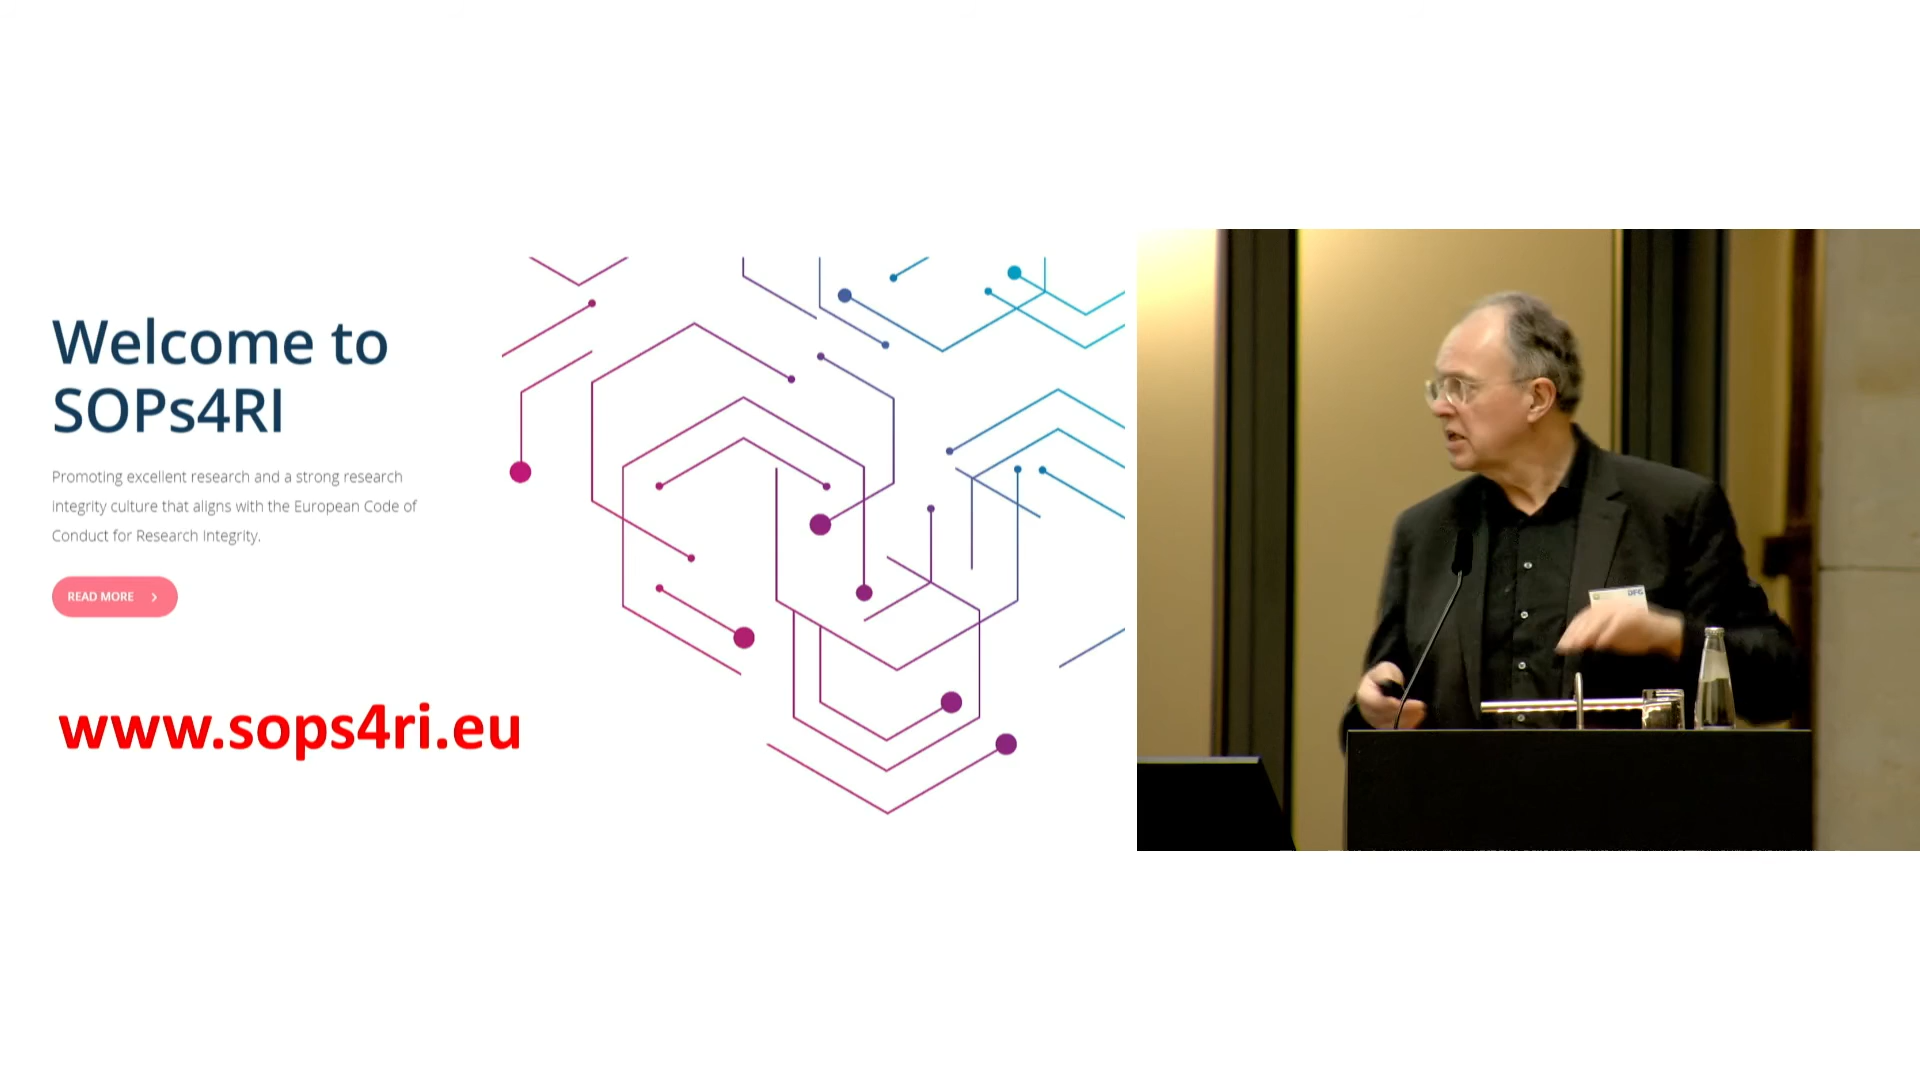 Welcome to
SOPs4RI
Promoting excellent research and a strong research
integrity culture that aligns with the European Code of
Conduct for Research Integrity.
READ MORE
www.sops4ri.eu
DFG